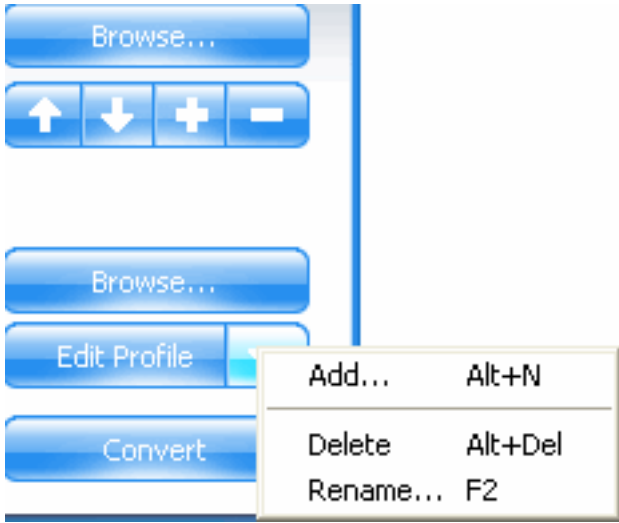 Browse...
Browse...
Edit Profile
Add... Alt+N
Convert
Delete Alt+Del
Rename... F2